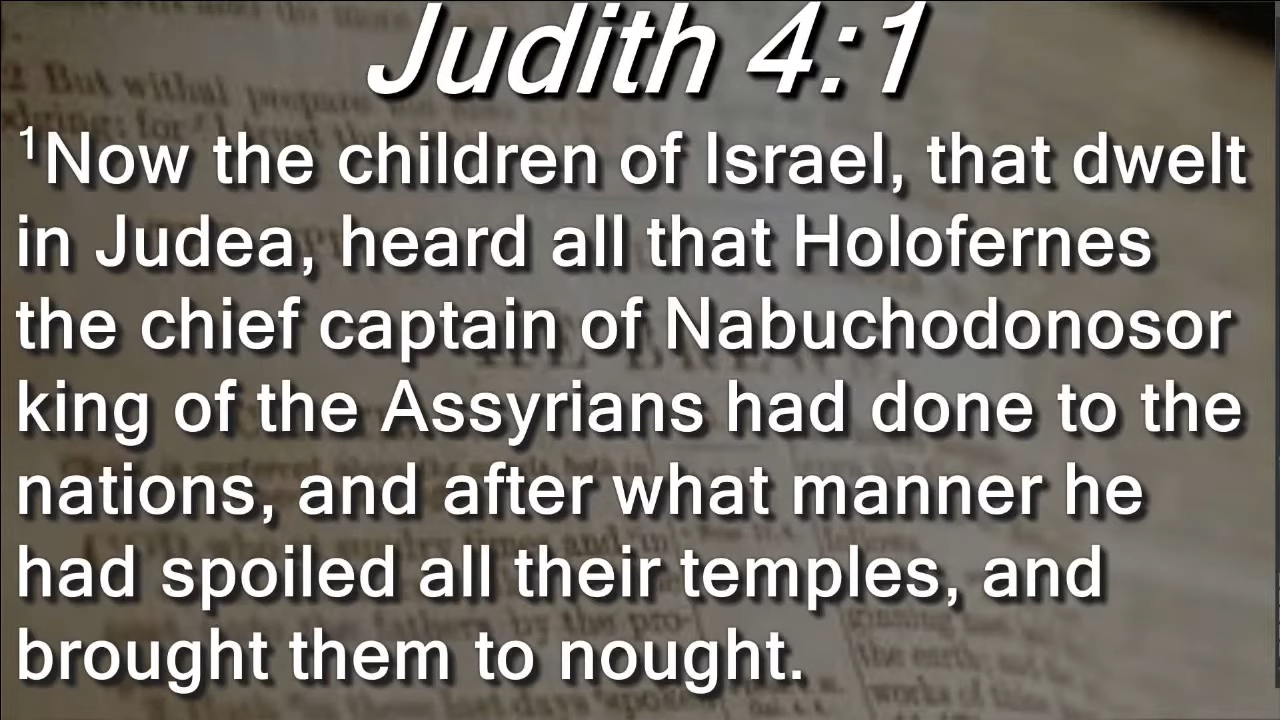 Judith 4:1
¹Now the children of Israel, that dwelt
in Judea, heard all that Holofernes
the chief captain of Nabuchodonosor
king of the Assyrians had done to the
nations, and after what manner he
had spoiled all their temples, and
brought them to nought.